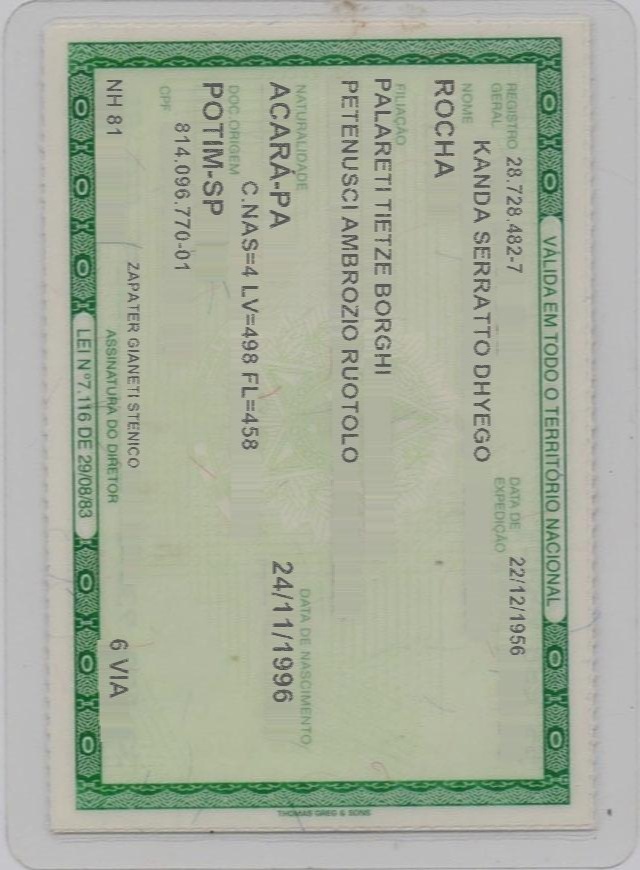 VÁLIDA EM TODO O TERRITÓRIO NACIONAL
REGISTRO GERAL 28.728.482-7 DATA DE EXPEDIÇÃO 22/12/1956
NOME
KANDA SERRATTO DHYEGO
ROCHA
FILIAÇÃO
PALARETI TIETZE BORGHI
PETENUSCI AMBROZIO RUOTOLO
NATURALIDADE DATA DE NASCIMENTO
ACARÁ-PA 24/11/1996
DOC. ORIGEM C.NAS=4 LV=498 FL=458
POTIM-SP
CPF 814.096.770-01
ZAPATER GIANETI STENICO
NH 81 ASSINATURA DO DIRETOR 6 VIA
LEI Nº 7.116 DE 29/08/83
THOMAS GREG & SONS